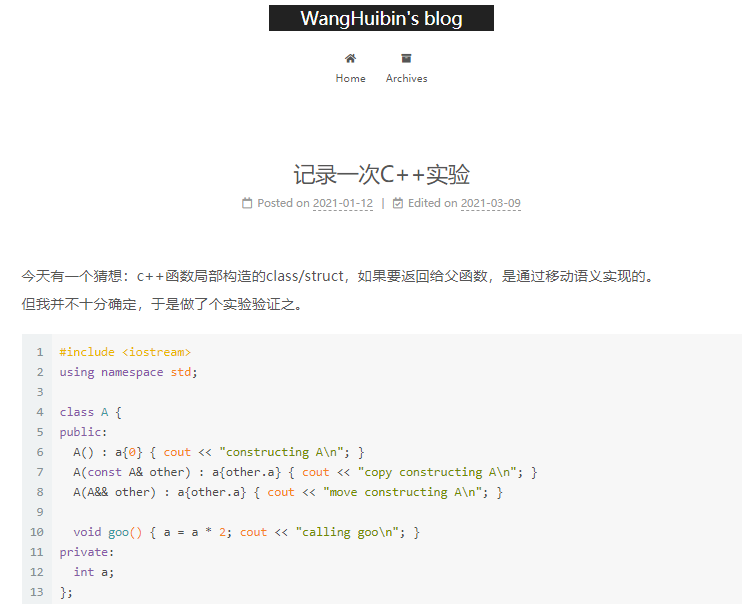 WangHuibin's blog
Home Archives
记录一次C++实验
Posted on 2021-01-12 | Edited on 2021-03-09
今天有一个猜想：c++函数局部构造的class/struct，如果要返回给父函数，是通过移动语义实现的。
但我并不十分确定，于是做了个实验验证之。
1 #include <iostream>
2 using namespace std;
3
4 class A {
5 public:
6   A() : a{0} { cout << "constructing A\n"; }
7   A(const A& other) : a{other.a} { cout << "copy constructing A\n"; }
8   A(A&& other) : a{other.a} { cout << "move constructing A\n"; }
9
10   void goo() { a = a * 2; cout << "calling goo\n"; }
11 private:
12   int a;
13 };